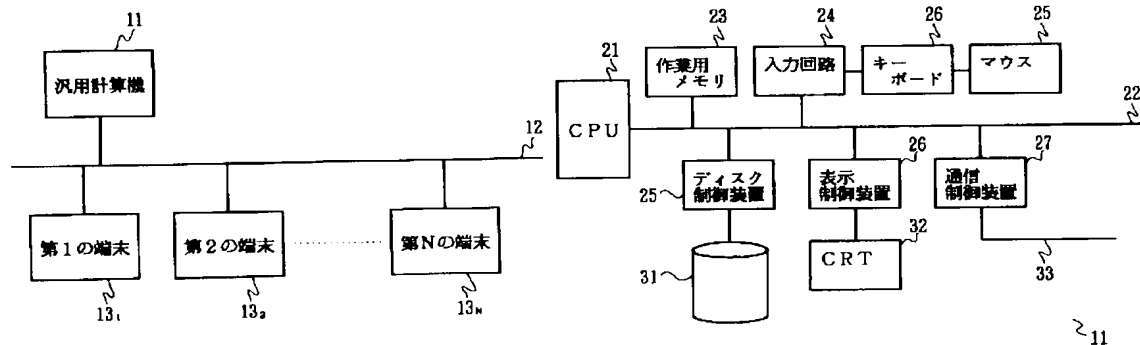 11
汎用計算機
12
第1の端末
第2の端末
第Nの端末
13₁
13₂
13ɴ
23
24
26
25
21
作業用
メモリ
入力回路
キー
ボード
マウス
CPU
22
ディスク
制御装置
25
表示
制御装置
26
通信
制御装置
27
31
CRT
32
33
11